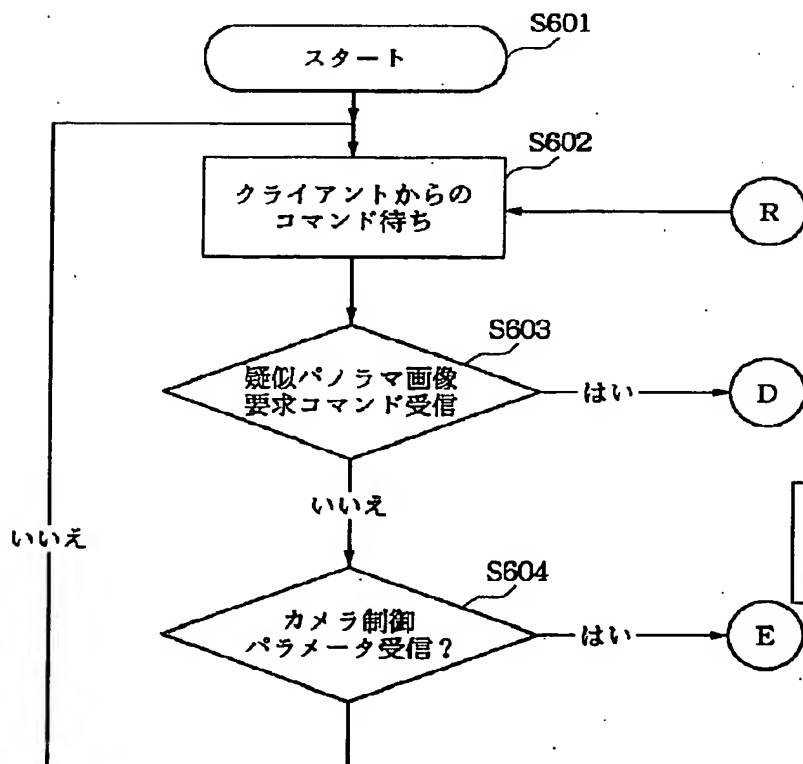 S601
スタート
S602
クライアントからの
コマンド待ち
R
S603
疑似パノラマ画像
要求コマンド受信
はい
D
いいえ
いいえ
S604
カメラ制御
パラメータ受信?
はい
E